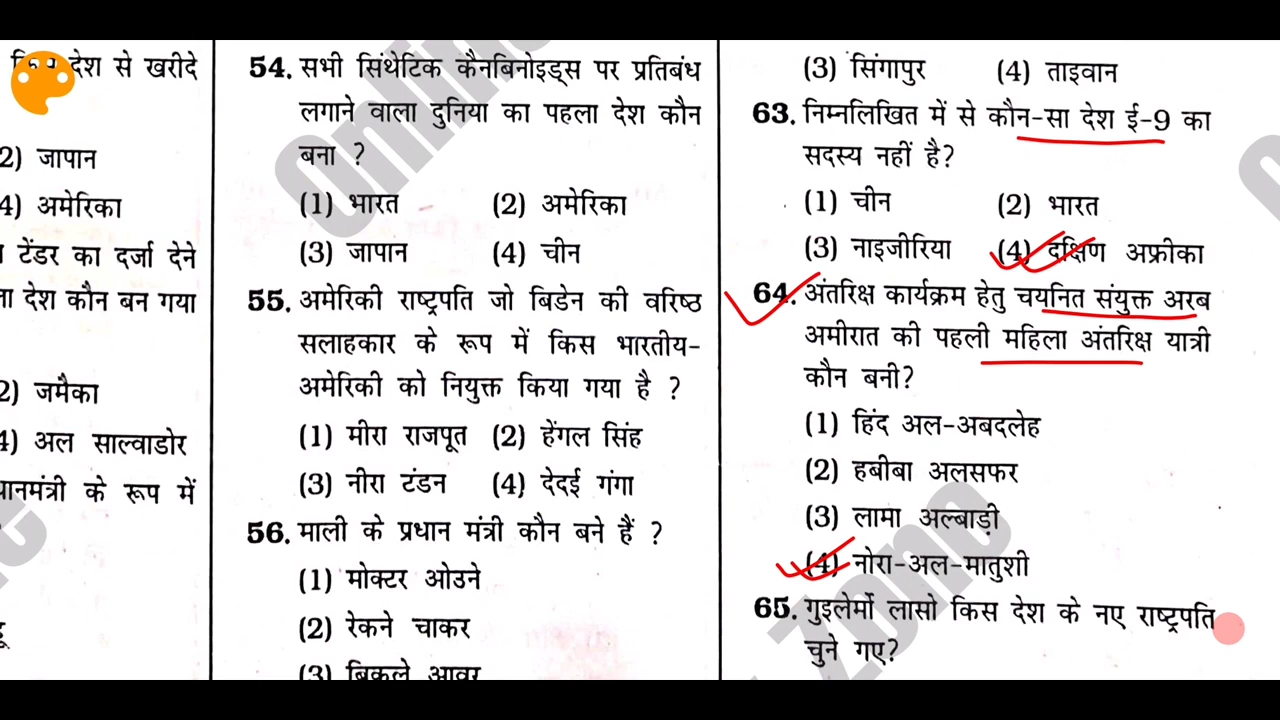 देश से खरीदे
2) जापान
4) अमेरिका
टेंडर का दर्जा देने
देश कौन बन गया
2) जमैका
4) अल साल्वाडोर
के रूप में
54. सभी सिंथेटिक कैनबिनोइड्स पर प्रतिबंध
लगाने वाला दुनिया का पहला देश कौन
बना ?
(1) भारत (2) अमेरिका
(3) जापान (4) चीन
55. अमेरिकी राष्ट्रपति जो बिडेन की वरिष्ठ
सलाहकार के रूप में किस भारतीय-
अमेरिकी को नियुक्त किया गया है ?
(1) मीरा राजपूत (2) हेंगल सिंह
(3) नीरा टंडन (4) देदई गंगा
56. माली के प्रधान मंत्री कौन बने हैं ?
(1) मोक्टर ओउने
(2) रेकने चाकर
(3) बिकले आवर
(3) सिंगापुर (4) ताइवान
63. निम्नलिखित में से कौन-सा देश ई-9 का
सदस्य नहीं है?
(1) चीन (2) भारत
(3) नाइजीरिया (4) दक्षिण अफ्रीका
64. अंतरिक्ष कार्यक्रम हेतु चयनित संयुक्त अरब
अमीरात की पहली महिला अंतरिक्ष यात्री
कौन बनी?
(1) हिंद अल-अबदलेह
(2) हबीबा अलसफर
(3) लामा अल्बाड़ी
(4) नोरा-अल-मातुशी
65. गुइलेर्मो लासो किस देश के नए राष्ट्रपति
चुने गए?
Online
Zone